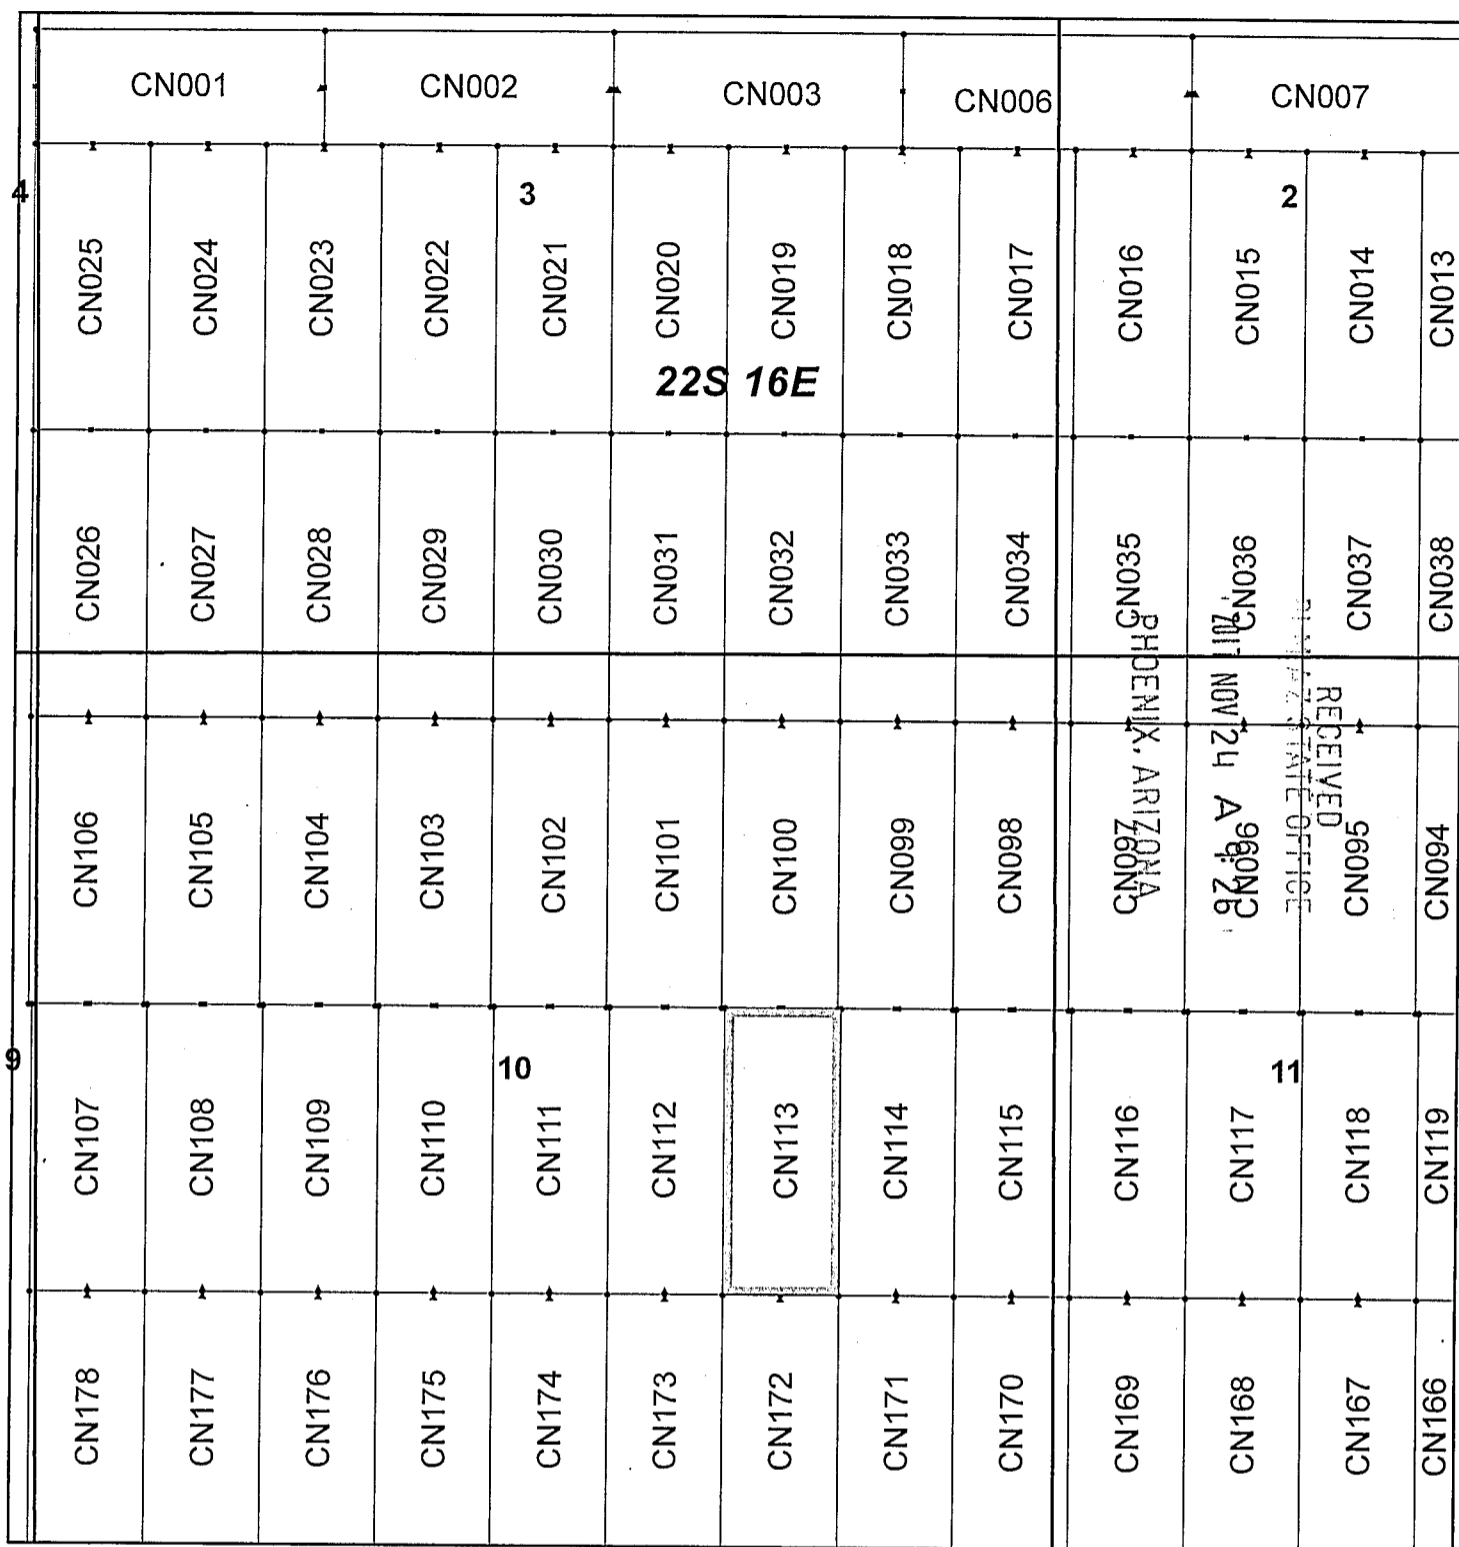 CN001 CN002 CN003 CN006 CN007
4 3 2
CN025 CN024 CN023 CN022 CN021 CN020 CN019 CN018 CN017 CN016 CN015 CN014 CN013
22S 16E
CN026 CN027 CN028 CN029 CN030 CN031 CN032 CN033 CN034 CN035 CN036 CN037 CN038
RECEIVED
STATE OFFICE
NOV 24 A 9:26
PHOENIX, ARIZONA
CN106 CN105 CN104 CN103 CN102 CN101 CN100 CN099 CN098 CN097 CN096 CN095 CN094
9 10 11
CN107 CN108 CN109 CN110 CN111 CN112 CN113 CN114 CN115 CN116 CN117 CN118 CN119
CN178 CN177 CN176 CN175 CN174 CN173 CN172 CN171 CN170 CN169 CN168 CN167 CN166